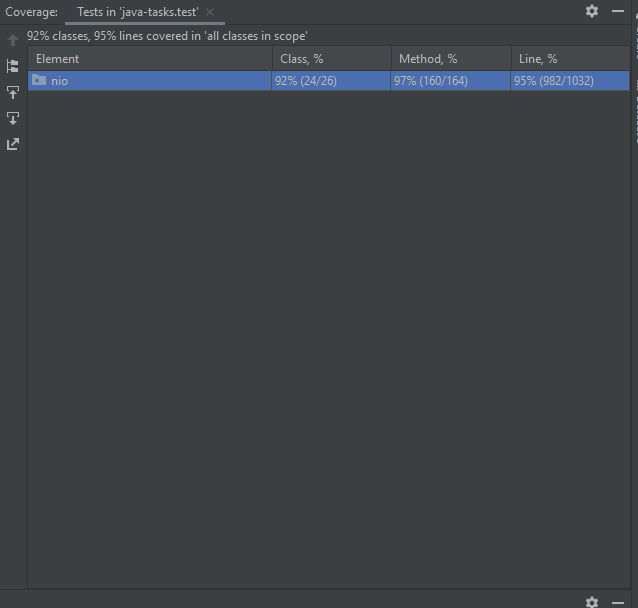 Coverage: Tests in 'java-tasks.test'
92% classes, 95% lines covered in 'all classes in scope'
Element Class, % Method, % Line, %
nio 92% (24/26) 97% (160/164) 95% (982/1032)